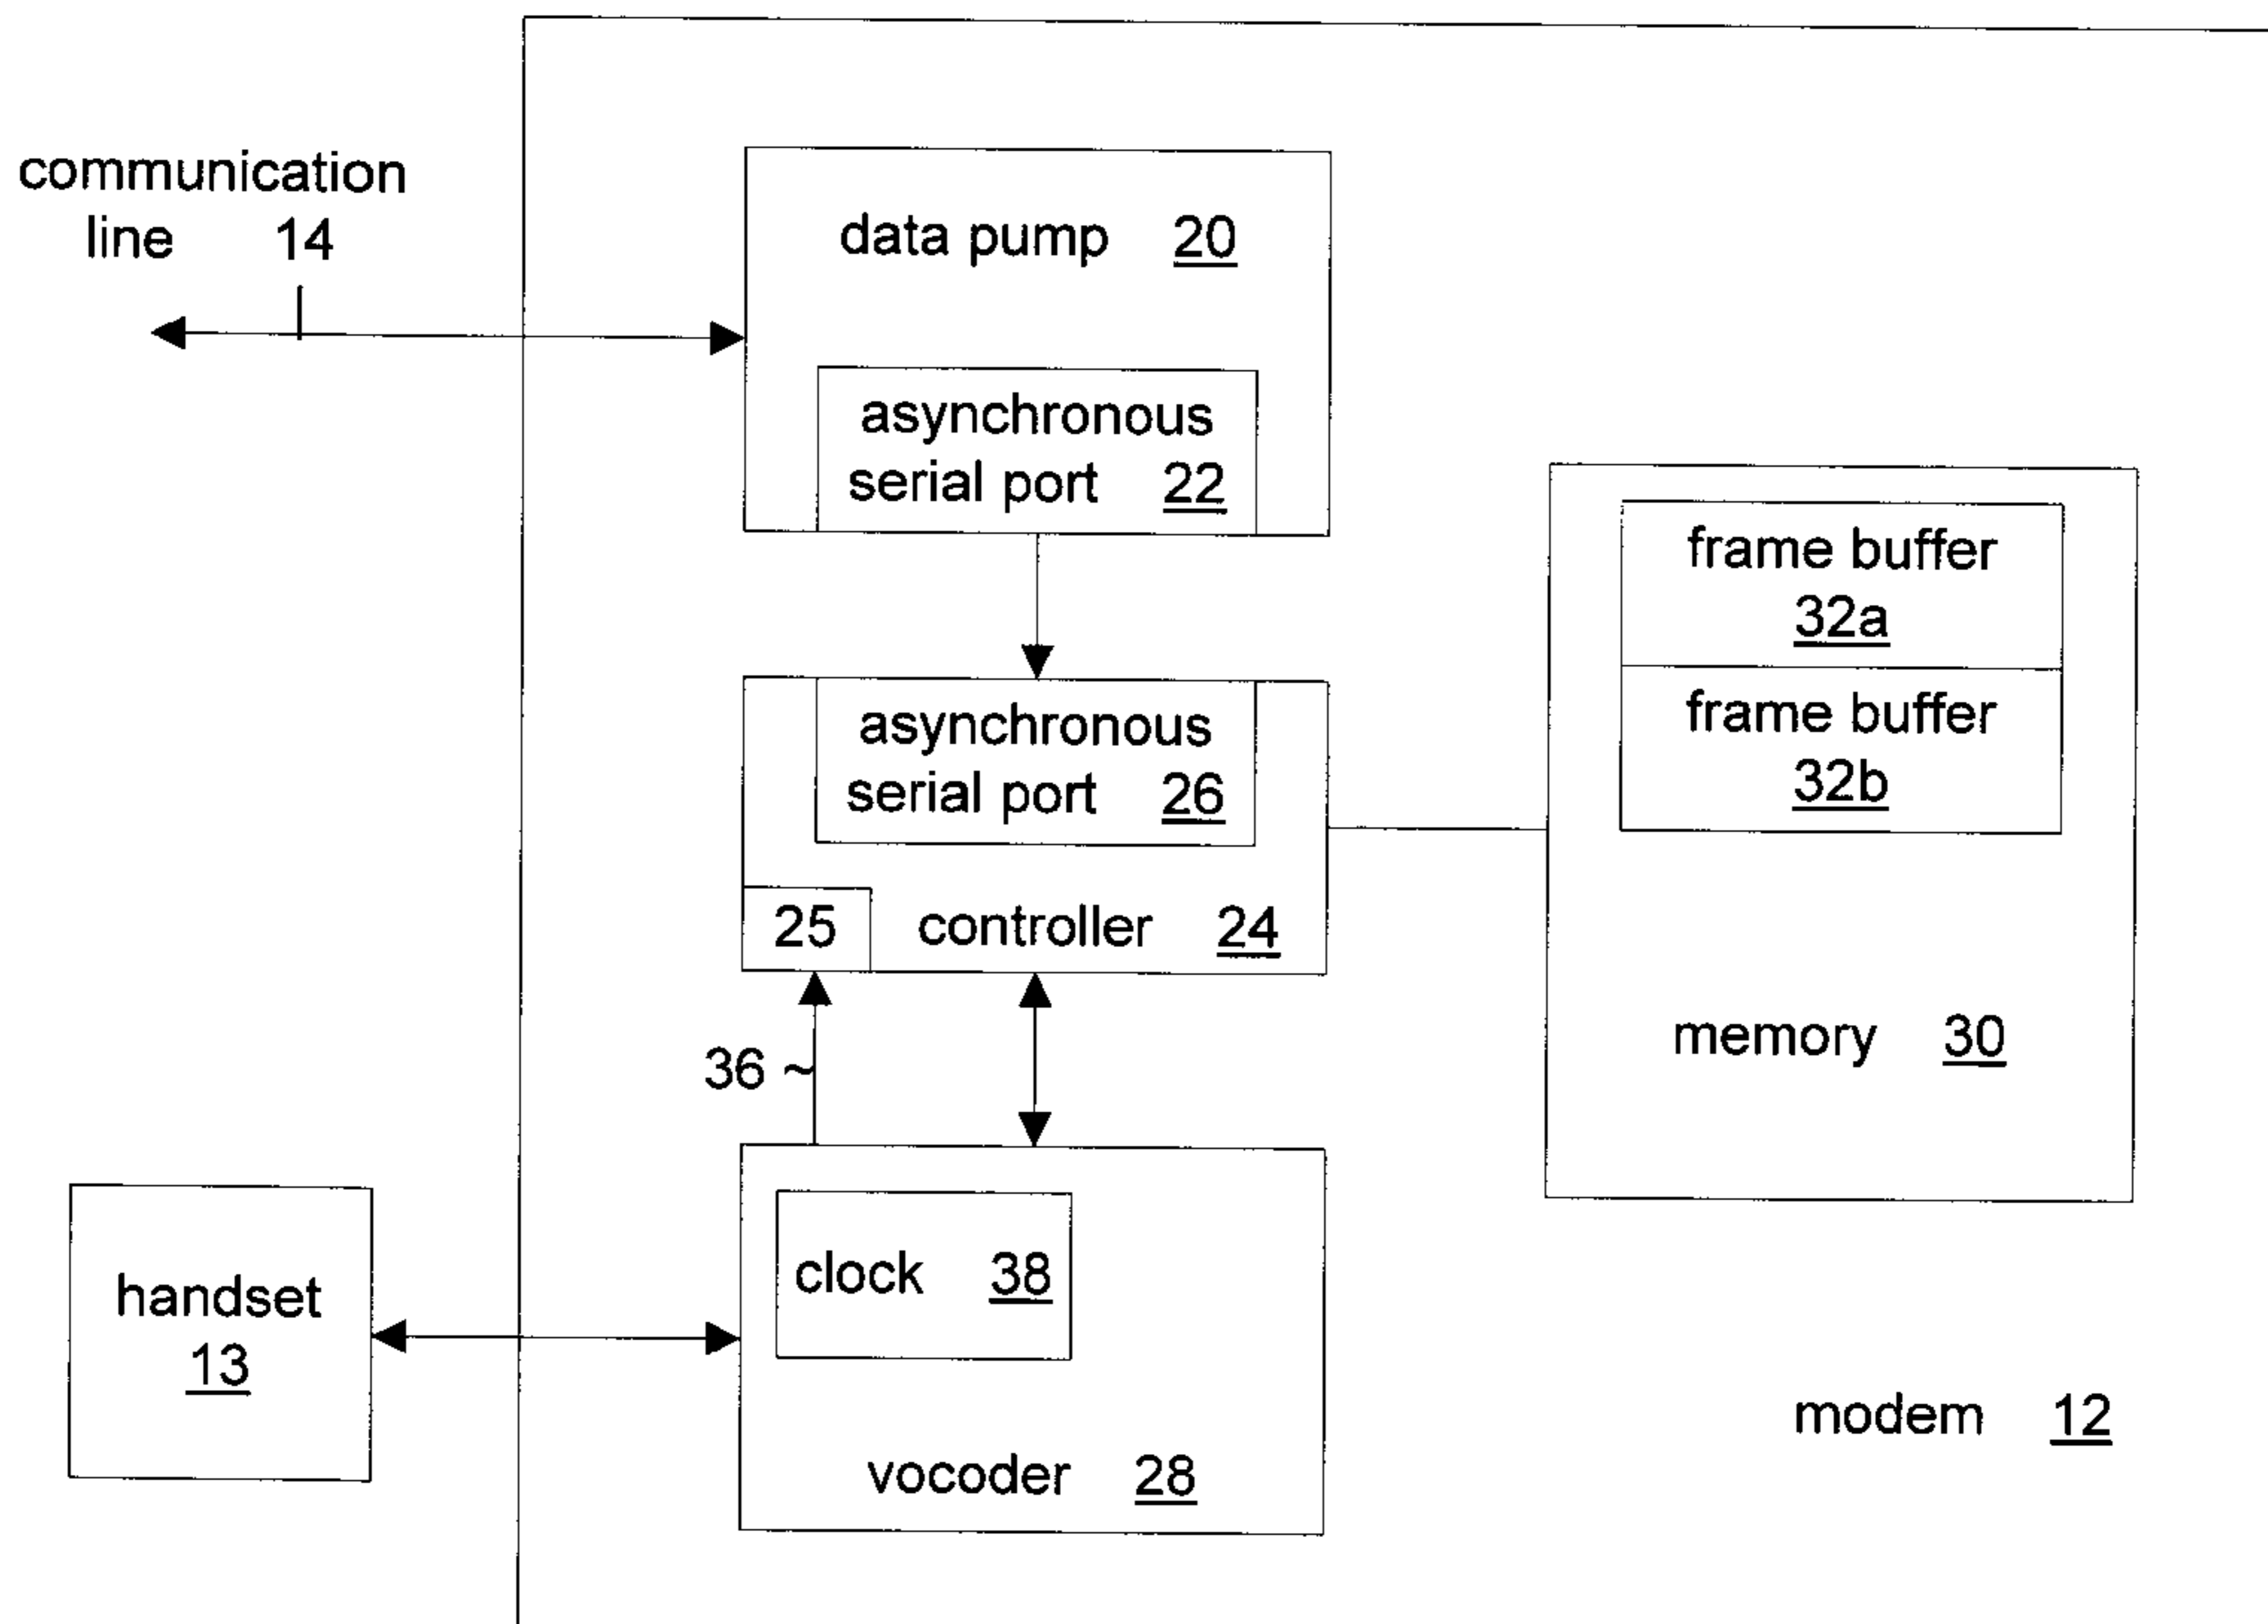 communication
line 14
data pump 20
asynchronous
serial port 22
frame buffer
32a
frame buffer
32b
asynchronous
serial port 26
25
controller 24
memory 30
36 ~
handset
13
clock 38
vocoder 28
modem 12